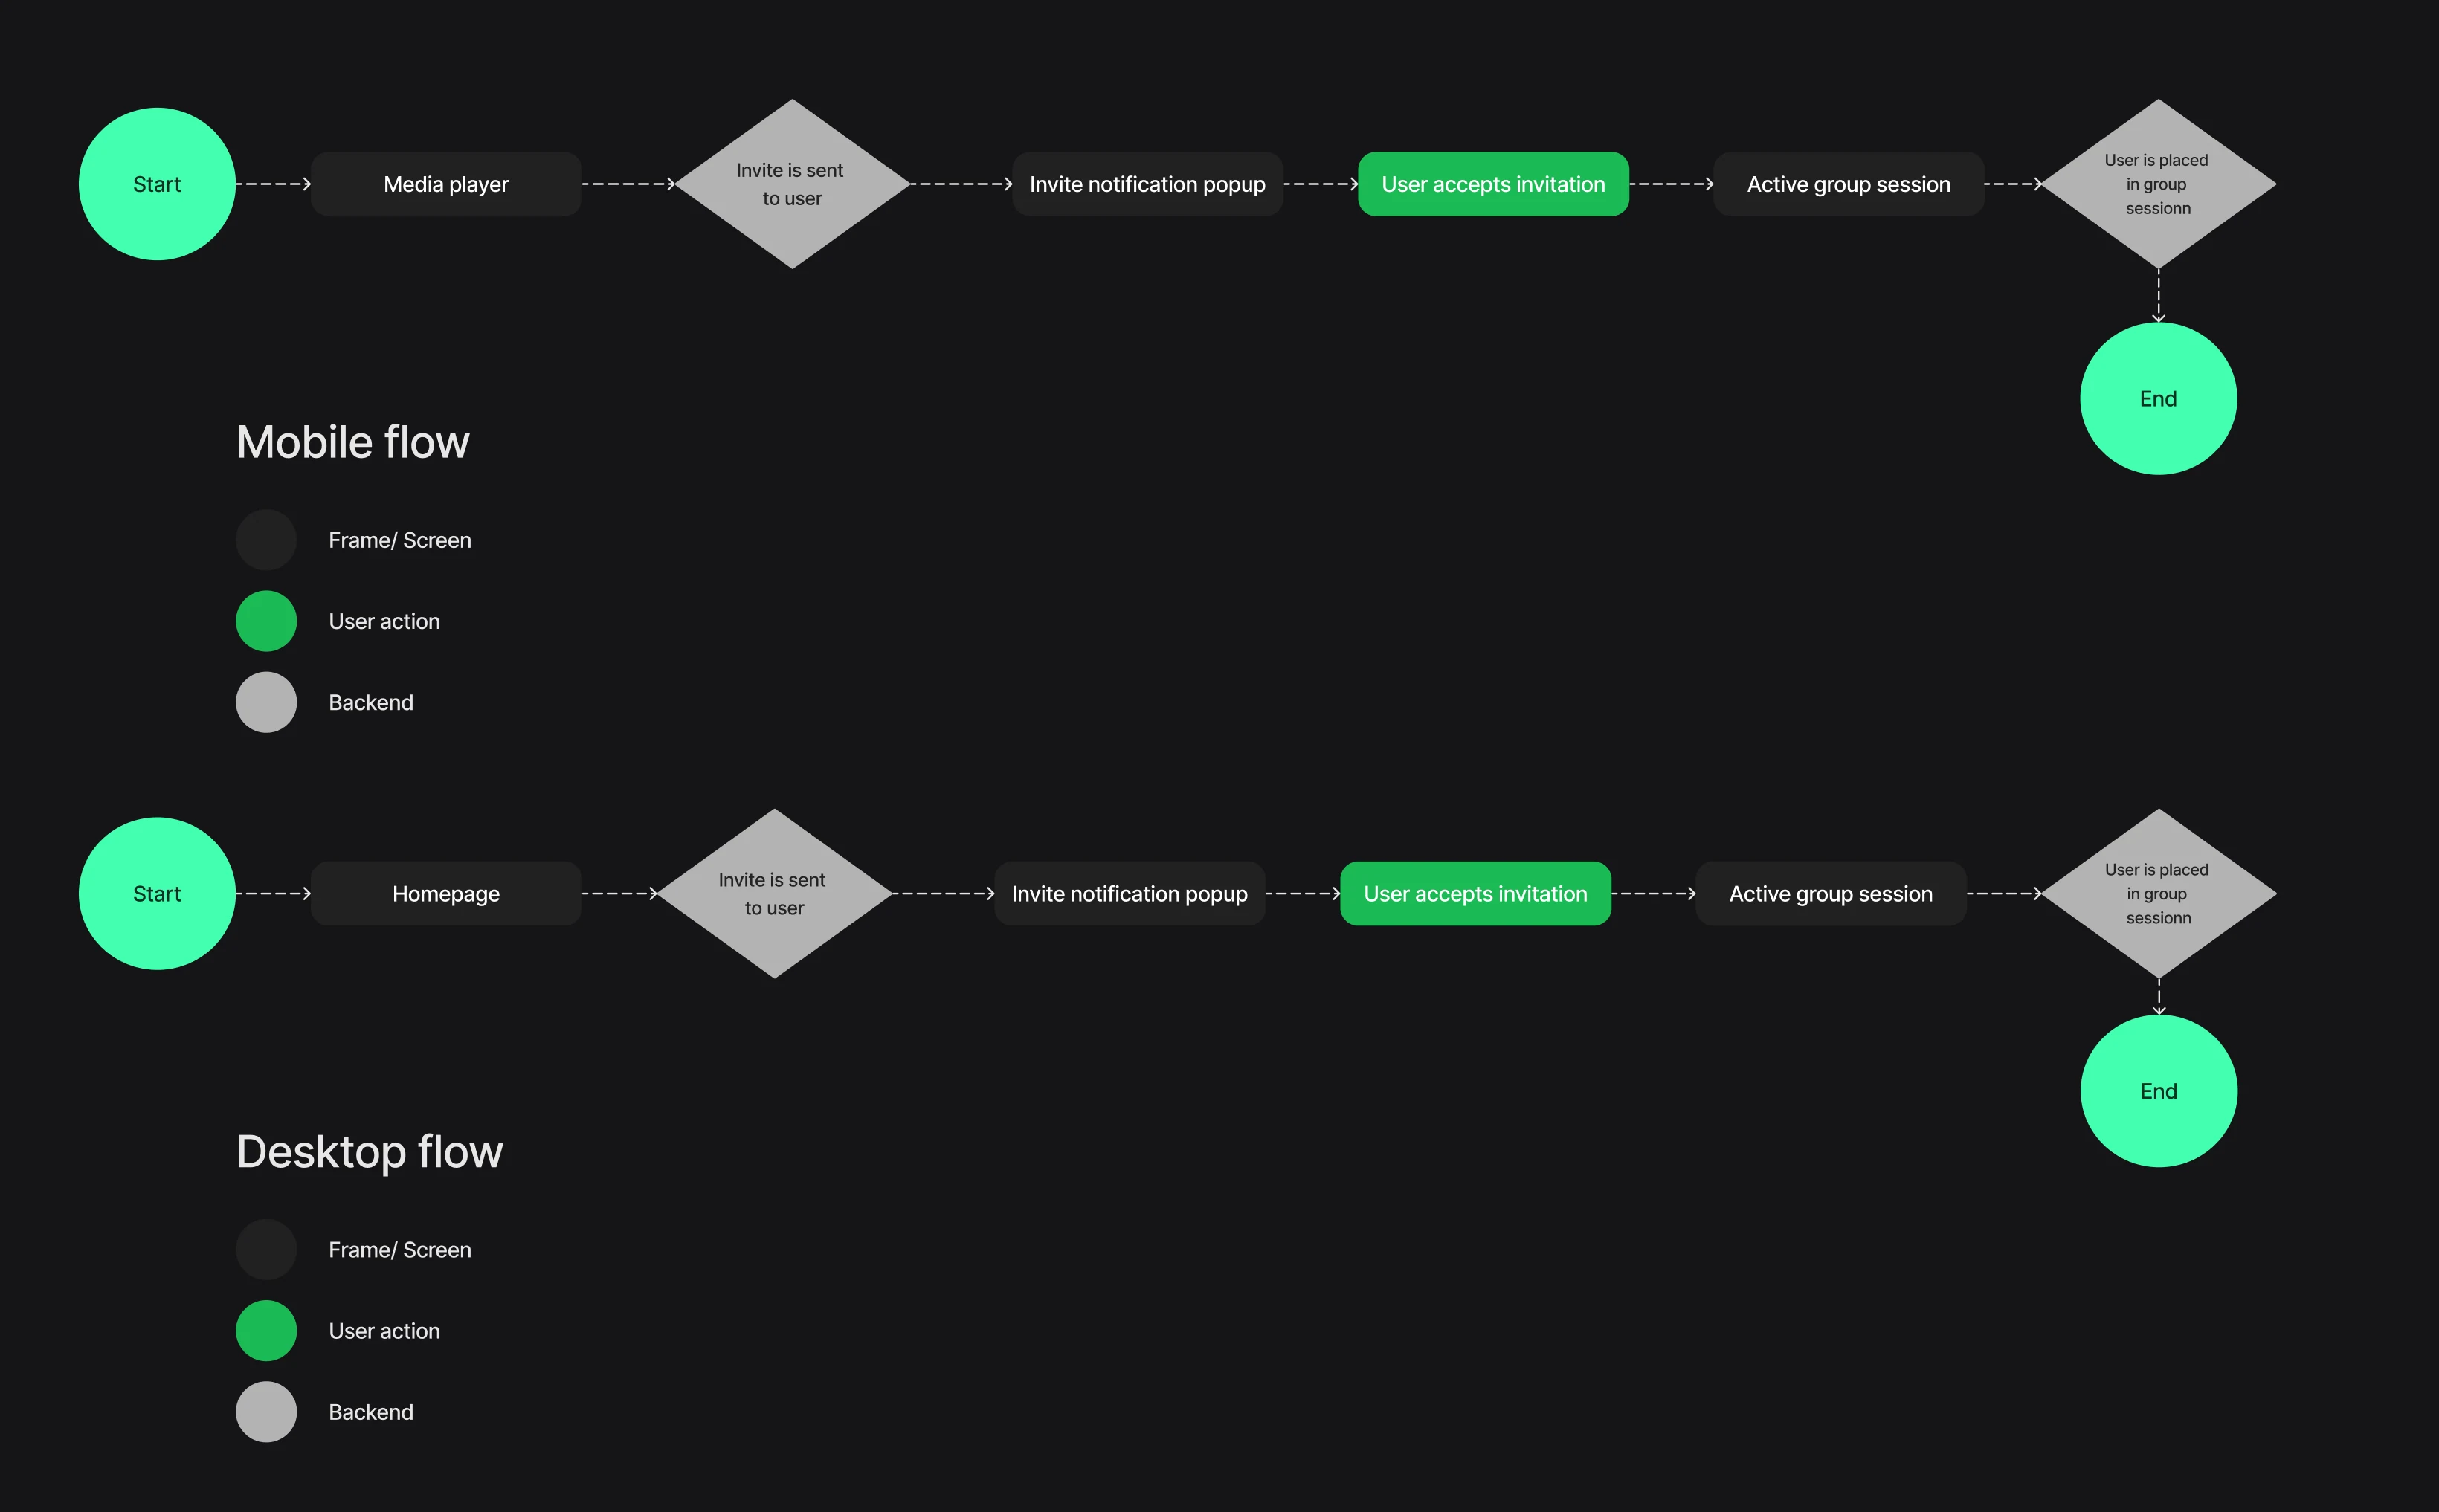 Start
Media player
Invite is sent
to user
Invite notification popup
User accepts invitation
Active group session
User is placed
in group
sessionn
End
Mobile flow
Frame/ Screen
User action
Backend
Start
Homepage
Invite is sent
to user
Invite notification popup
User accepts invitation
Active group session
User is placed
in group
sessionn
End
Desktop flow
Frame/ Screen
User action
Backend